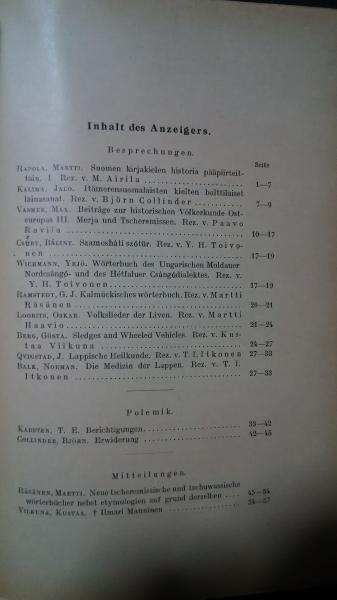 Inhalt des Anzeigers.
Besprechungen.
Seite
Rapola, Martti. Suomen kirjakielen historia pääpiirteit-
täin. I. Rez. v. M. Airila 1—7
Kalima, Jalo. Itämerensuomalaisten kielten balttilaiset
lainasanat. Rez. v. Björn Collinder 7—9
Vasmer, Max. Beiträge zur historischen Völkerkunde Ost-
europas III. Merja und Tscheremissen. Rez. v. Paavo
Ravila 10—17
Csűry, Bálint. Szamosháti szótár. Rez. v. Y. H. Toivo-
nen 17—19
Wichmann, Yrjö. Wörterbuch des Ungarischen Moldauer
Nordcsángó- und des Hétfaluer Csángódialektes. Rez. v.
Y. H. Toivonen 17—19
Ramstedt, G. J. Kalmückisches wörterbuch. Rez. v. Martti
Räsänen 20—21
Loorits, Oskar. Volkslieder der Liven. Rez. v. Martti
Haavio 21—24
Berg, Gösta. Sledges and Wheeled Vehicles. Rez. v. Kus-
taa Vilkuna 24—27
Qvigstad, J. Lappische Heilkunde. Rez. v. T. I. Itkonen 27—33
Balk, Norman. Die Medizin der Lappen. Rez. v. T. I.
Itkonen 27—33
Polemik.
Karsten, T. E. Berichtigungen 33—42
Collinder, Björn. Erwiderung 42—45
Mitteilungen.
Räsänen, Martti. Neue tscheremissische und tschuwassische
wörterbücher nebst etymologien auf grund derselben 45—54
Vilkuna, Kustaa. † Ilmari Manninen 54—57